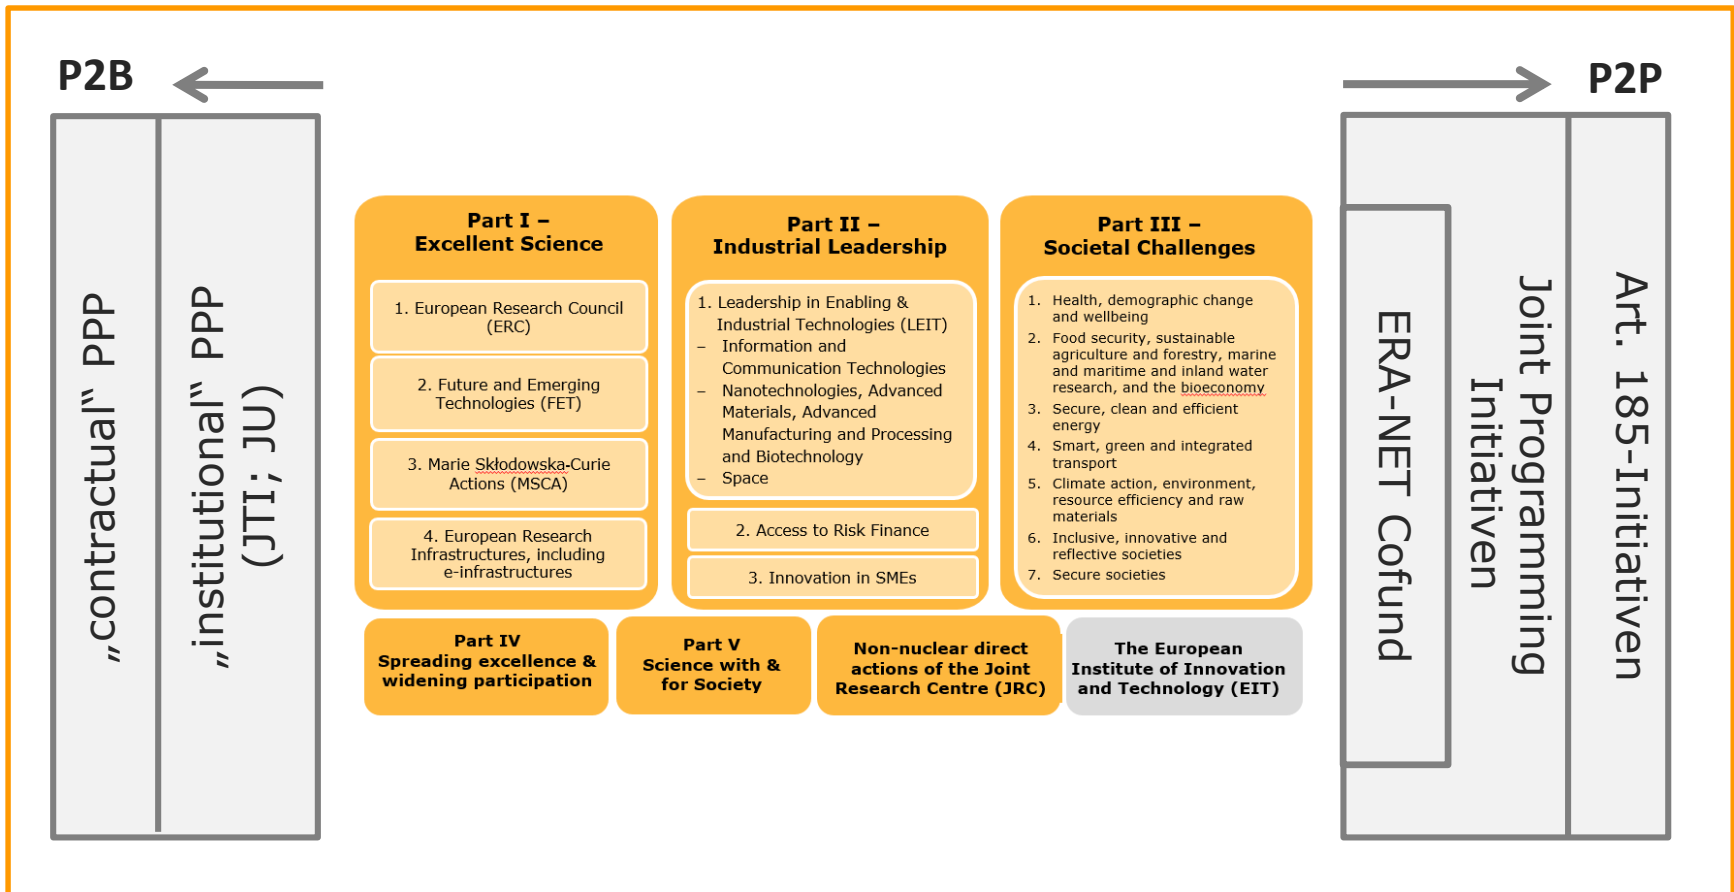 P2B
P2P
„contractual“ PPP
„institutional“ PPP
(JTI; JU)
Part I –
Excellent Science
1. European Research Council
(ERC)
2. Future and Emerging
Technologies (FET)
3. Marie Skłodowska-Curie
Actions (MSCA)
4. European Research
Infrastructures, including
e-infrastructures
Part II –
Industrial Leadership
1. Leadership in Enabling &
Industrial Technologies (LEIT)
– Information and
Communication Technologies
– Nanotechnologies, Advanced
Materials, Advanced
Manufacturing and Processing
and Biotechnology
– Space
2. Access to Risk Finance
3. Innovation in SMEs
Part III –
Societal Challenges
1. Health, demographic change
and wellbeing
2. Food security, sustainable
agriculture and forestry, marine
and maritime and inland water
research, and the bioeconomy
3. Secure, clean and efficient
energy
4. Smart, green and integrated
transport
5. Climate action, environment,
resource efficiency and raw
materials
6. Inclusive, innovative and
reflective societies
7. Secure societies
Part IV
Spreading excellence &
widening participation
Part V
Science with &
for Society
Non-nuclear direct
actions of the Joint
Research Centre (JRC)
The European
Institute of Innovation
and Technology (EIT)
ERA-NET Cofund
Joint Programming
Initiativen
Art. 185-Initiativen